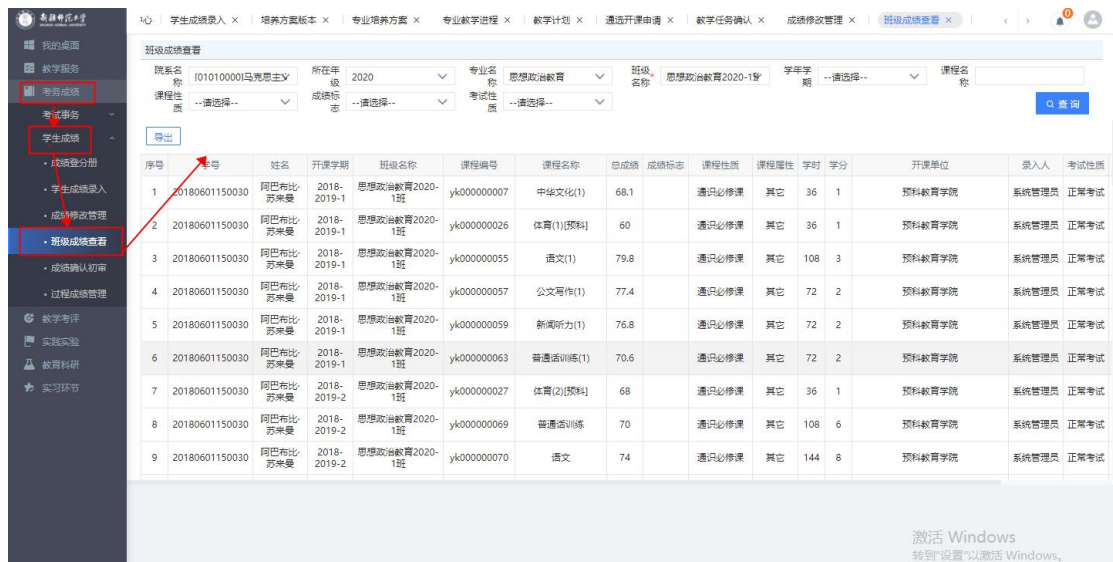 新疆师范大学
XINJIANG NORMAL UNIVERSITY
心 学生成绩录入 × 培养方案版本 × 专业培养方案 × 专业教学进程 × 教学计划 × 通选开课申请 × 教学任务确认 × 成绩修改管理 × 班级成绩查看 × < > 0
我的桌面
教学服务
考务成绩
考试事务
学生成绩
• 成绩登分册
• 学生成绩录入
• 成绩修改管理
• 班级成绩查看
• 成绩确认初审
• 过程成绩管理
教学考评
实践实验
教育科研
实习环节
班级成绩查看
院系名称 [01010000]马克思主义 所在年级 2020 专业名称 思想政治教育 班级名称* 思想政治教育2020-1 学年学期 --请选择-- 课程名称
课程性质 --请选择-- 成绩标志 --请选择-- 考试性质 --请选择-- 查询
导出
序号 学号 姓名 开课学期 班级名称 课程编号 课程名称 总成绩 成绩标志 课程性质 课程属性 学时 学分 开课单位 录入人 考试性质
1 20180601150030 阿巴布比·苏来曼 2018-2019-1 思想政治教育2020-1班 yk000000007 中华文化(1) 68.1 通识必修课 其它 36 1 预科教育学院 系统管理员 正常考试
2 20180601150030 阿巴布比·苏来曼 2018-2019-1 思想政治教育2020-1班 yk000000026 体育(1)[预科] 60 通识必修课 其它 36 1 预科教育学院 系统管理员 正常考试
3 20180601150030 阿巴布比·苏来曼 2018-2019-1 思想政治教育2020-1班 yk000000055 语文(1) 79.8 通识必修课 其它 108 3 预科教育学院 系统管理员 正常考试
4 20180601150030 阿巴布比·苏来曼 2018-2019-1 思想政治教育2020-1班 yk000000057 公文写作(1) 77.4 通识必修课 其它 72 2 预科教育学院 系统管理员 正常考试
5 20180601150030 阿巴布比·苏来曼 2018-2019-1 思想政治教育2020-1班 yk000000059 新闻听力(1) 76.8 通识必修课 其它 72 2 预科教育学院 系统管理员 正常考试
6 20180601150030 阿巴布比·苏来曼 2018-2019-1 思想政治教育2020-1班 yk000000063 普通话训练(1) 70.6 通识必修课 其它 72 2 预科教育学院 系统管理员 正常考试
7 20180601150030 阿巴布比·苏来曼 2018-2019-2 思想政治教育2020-1班 yk000000027 体育(2)[预科] 68 通识必修课 其它 36 1 预科教育学院 系统管理员 正常考试
8 20180601150030 阿巴布比·苏来曼 2018-2019-2 思想政治教育2020-1班 yk000000069 普通话训练 70 通识必修课 其它 108 6 预科教育学院 系统管理员 正常考试
9 20180601150030 阿巴布比·苏来曼 2018-2019-2 思想政治教育2020-1班 yk000000070 语文 74 通识必修课 其它 144 8 预科教育学院 系统管理员 正常考试
激活 Windows
转到"设置"以激活 Windows。